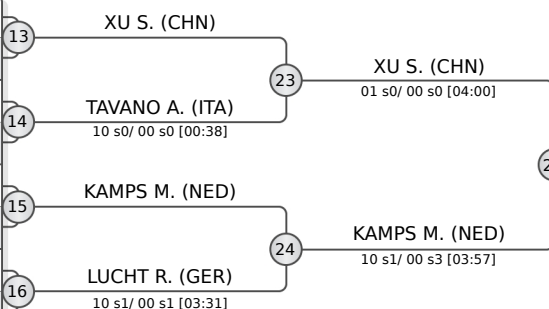 XU S. (CHN)
13
23
XU S. (CHN)
01 s0/ 00 s0 [04:00]
TAVANO A. (ITA)
14
10 s0/ 00 s0 [00:38]
KAMPS M. (NED)
15
24
KAMPS M. (NED)
10 s1/ 00 s3 [03:57]
LUCHT R. (GER)
16
10 s1/ 00 s1 [03:31]